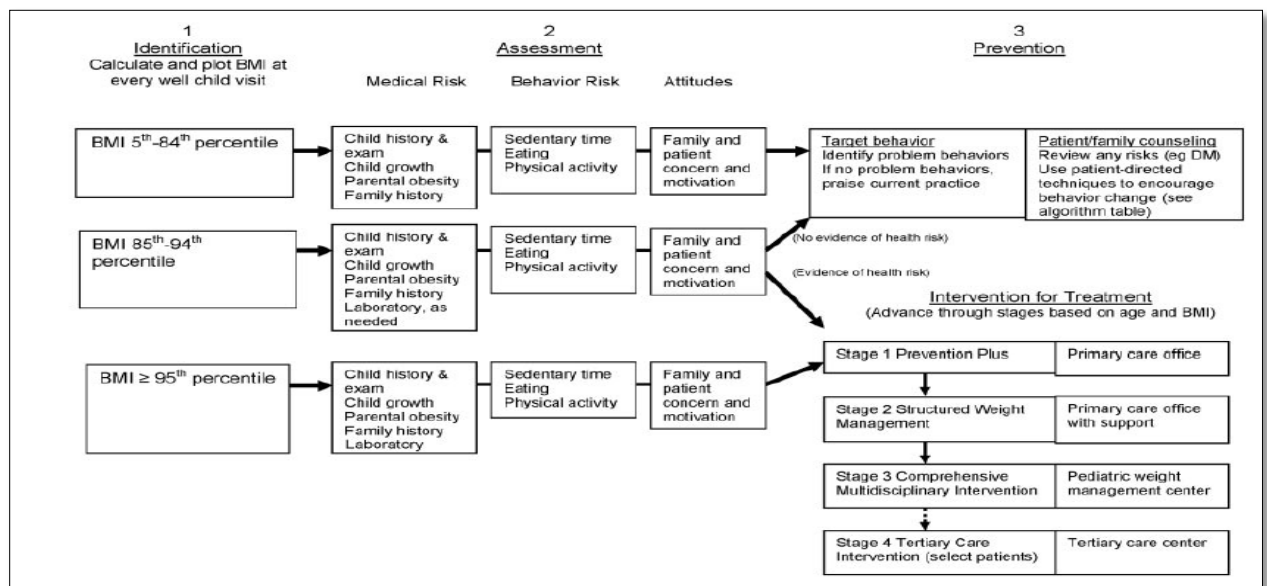 1
Identification
Calculate and plot BMI at
every well child visit
2
Assessment
Medical Risk
Behavior Risk
Attitudes
3
Prevention
BMI 5th-84th percentile
Child history &
exam
Child growth
Parental obesity
Family history
Sedentary time
Eating
Physical activity
Family and
patient
concern and
motivation
Target behavior
Identify problem behaviors
If no problem behaviors,
praise current practice
Patient/family counseling
Review any risks (eg DM)
Use patient-directed
techniques to encourage
behavior change (see
algorithm table)
BMI 85th-94th
percentile
Child history &
exam
Child growth
Parental obesity
Family history
Laboratory, as
needed
Sedentary time
Eating
Physical activity
Family and
patient
concern and
motivation
(No evidence of health risk)
(Evidence of health risk)
Intervention for Treatment
(Advance through stages based on age and BMI)
BMI ≥ 95th percentile
Child history &
exam
Child growth
Parental obesity
Family history
Laboratory
Sedentary time
Eating
Physical activity
Family and
patient
concern and
motivation
Stage 1 Prevention Plus
Primary care office
Stage 2 Structured Weight
Management
Primary care office
with support
Stage 3 Comprehensive
Multidisciplinary Intervention
Pediatric weight
management center
Stage 4 Tertiary Care
Intervention (select patients)
Tertiary care center